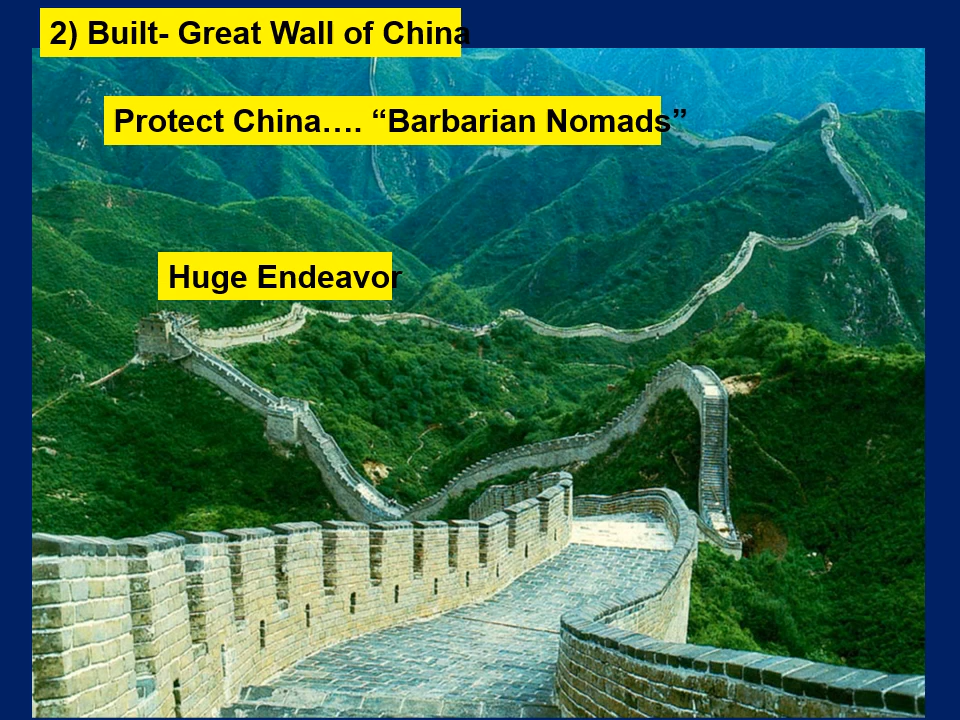 2) Built- Great Wall of China
Protect China…. “Barbarian Nomads”
Huge Endeavor